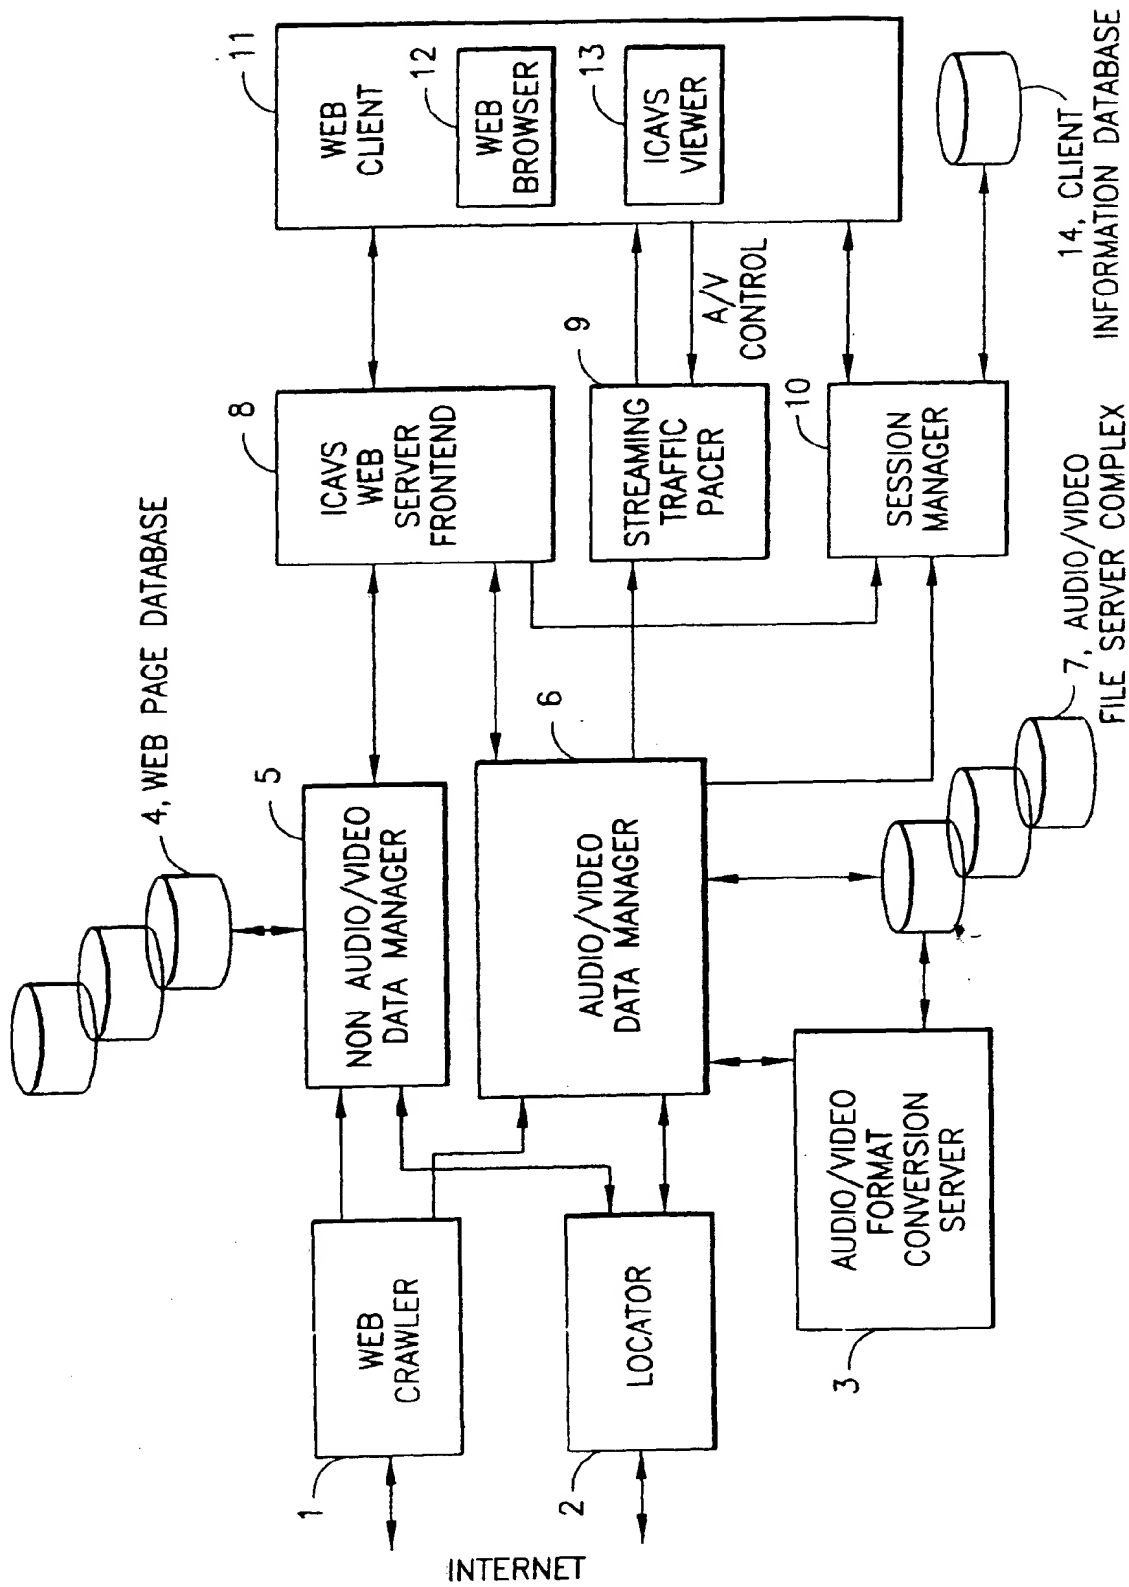 4, WEB PAGE DATABASE
11
WEB
CLIENT
12
WEB
BROWSER
13
ICAVS
VIEWER
8
ICAVS
WEB
SERVER
FRONTEND
9
STREAMING
TRAFFIC
PACER
A/V
CONTROL
10
SESSION
MANAGER
14, CLIENT
INFORMATION DATABASE
5
NON AUDIO/VIDEO
DATA MANAGER
6
AUDIO/VIDEO
DATA MANAGER
7, AUDIO/VIDEO
FILE SERVER COMPLEX
1
WEB
CRAWLER
2
LOCATOR
3
AUDIO/VIDEO
FORMAT
CONVERSION
SERVER
INTERNET